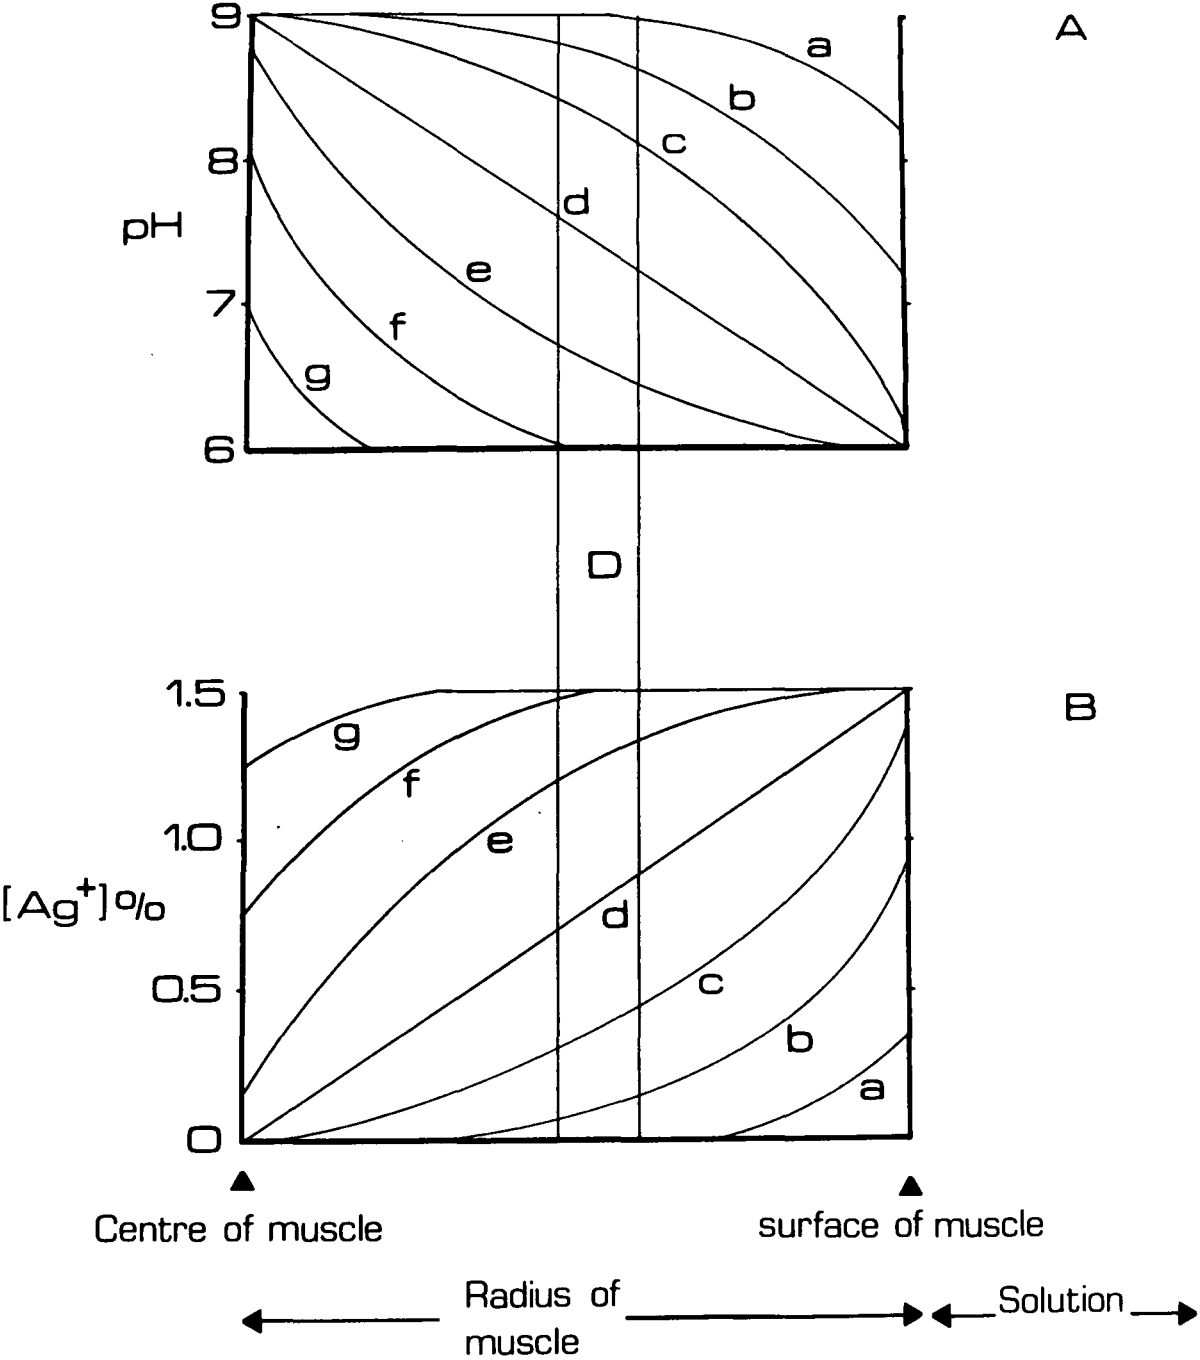 A
9
8
pH
7
6
a
b
c
d
e
f
g
D
B
1.5
1.0
[Ag+]%
0.5
0
g
f
e
d
c
b
a
Centre of muscle
surface of muscle
Radius of
muscle
Solution